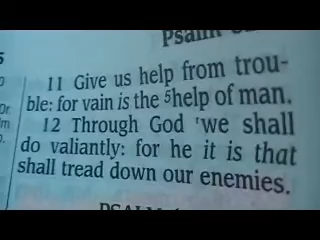 Psalm
11 Give us help from trou-
ble: for vain is the 5help of man.
12 Through God 'we shall
do valiantly: for he it is that
shall tread down our enemies.